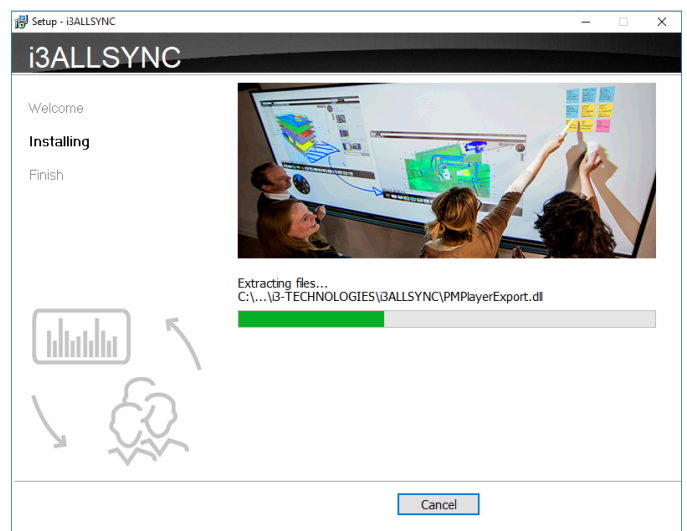 Setup - i3ALLSYNC
i3ALLSYNC
Welcome
Installing
Finish
Extracting files...
C:\...\i3-TECHNOLOGIES\i3ALLSYNC\PMPlayerExport.dll
Cancel